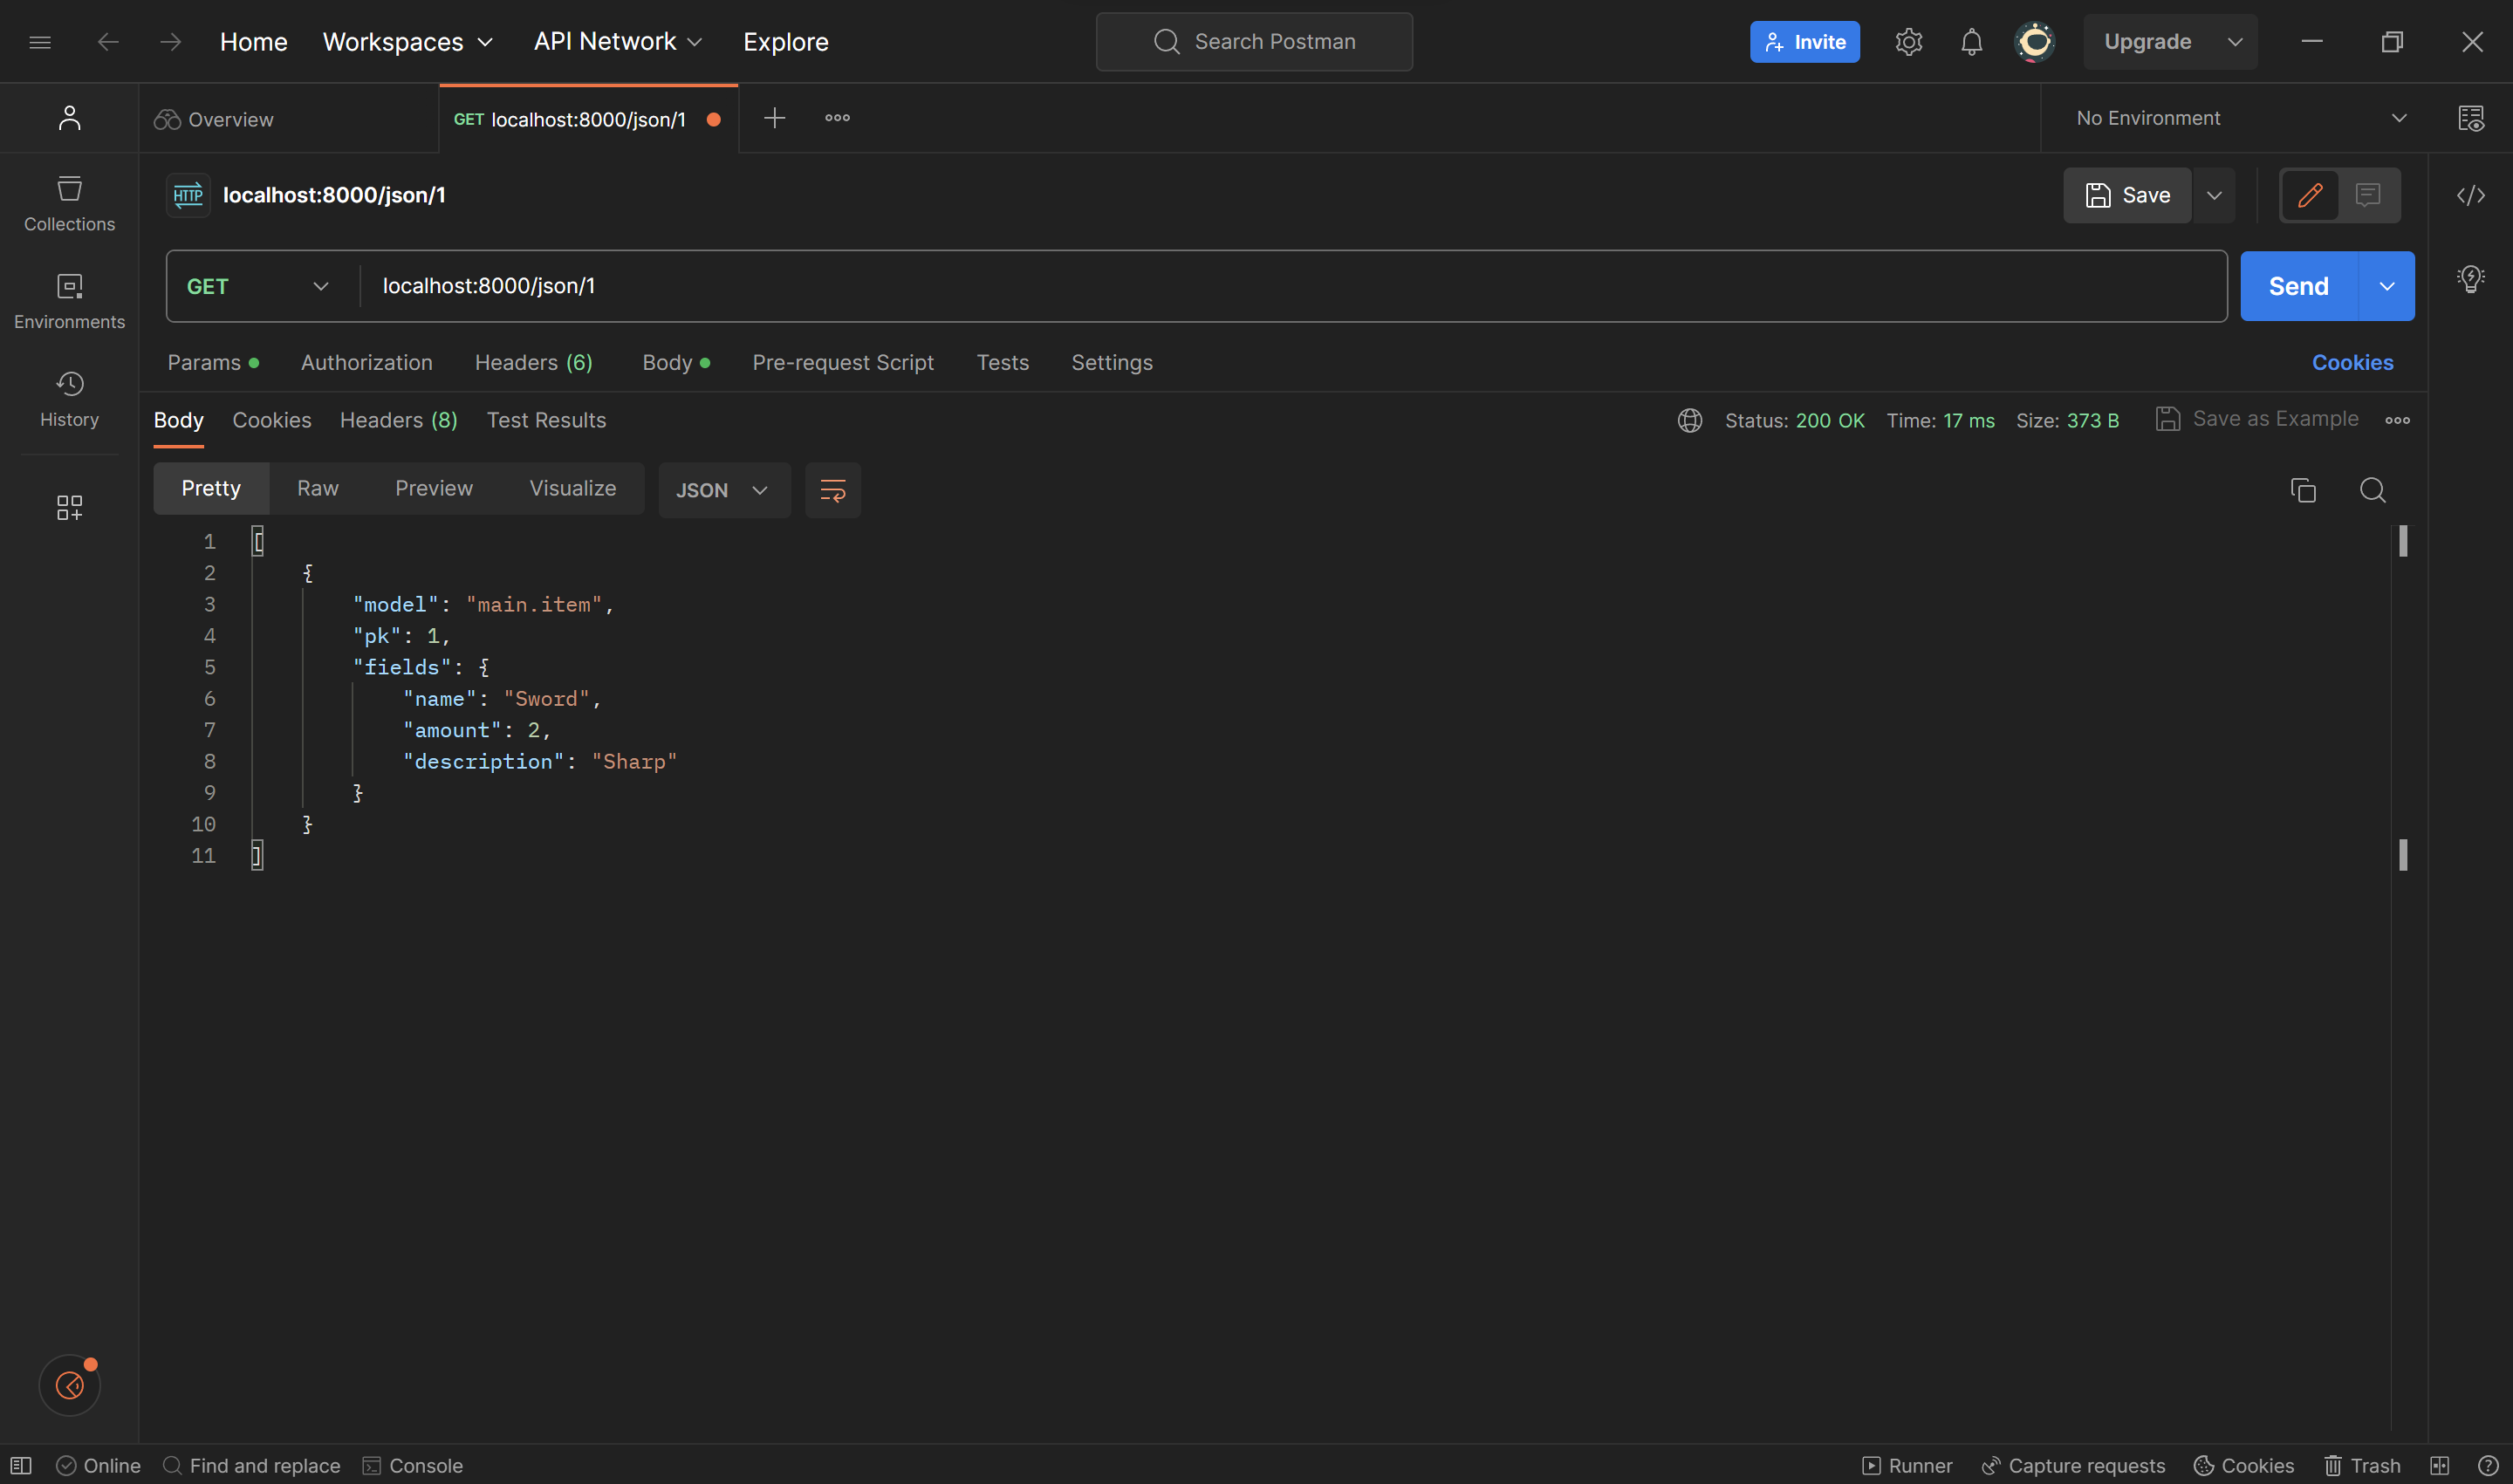 Home Workspaces API Network Explore Search Postman Invite Upgrade
Overview GET localhost:8000/json/1 No Environment
HTTP localhost:8000/json/1 Save
Collections
GET localhost:8000/json/1 Send
Environments
Params Authorization Headers (6) Body Pre-request Script Tests Settings Cookies
History
Body Cookies Headers (8) Test Results Status: 200 OK Time: 17 ms Size: 373 B Save as Example
Pretty Raw Preview Visualize JSON
1 [
2 {
3 "model": "main.item",
4 "pk": 1,
5 "fields": {
6 "name": "Sword",
7 "amount": 2,
8 "description": "Sharp"
9 }
10 }
11 ]
Online Find and replace Console Runner Capture requests Cookies Trash